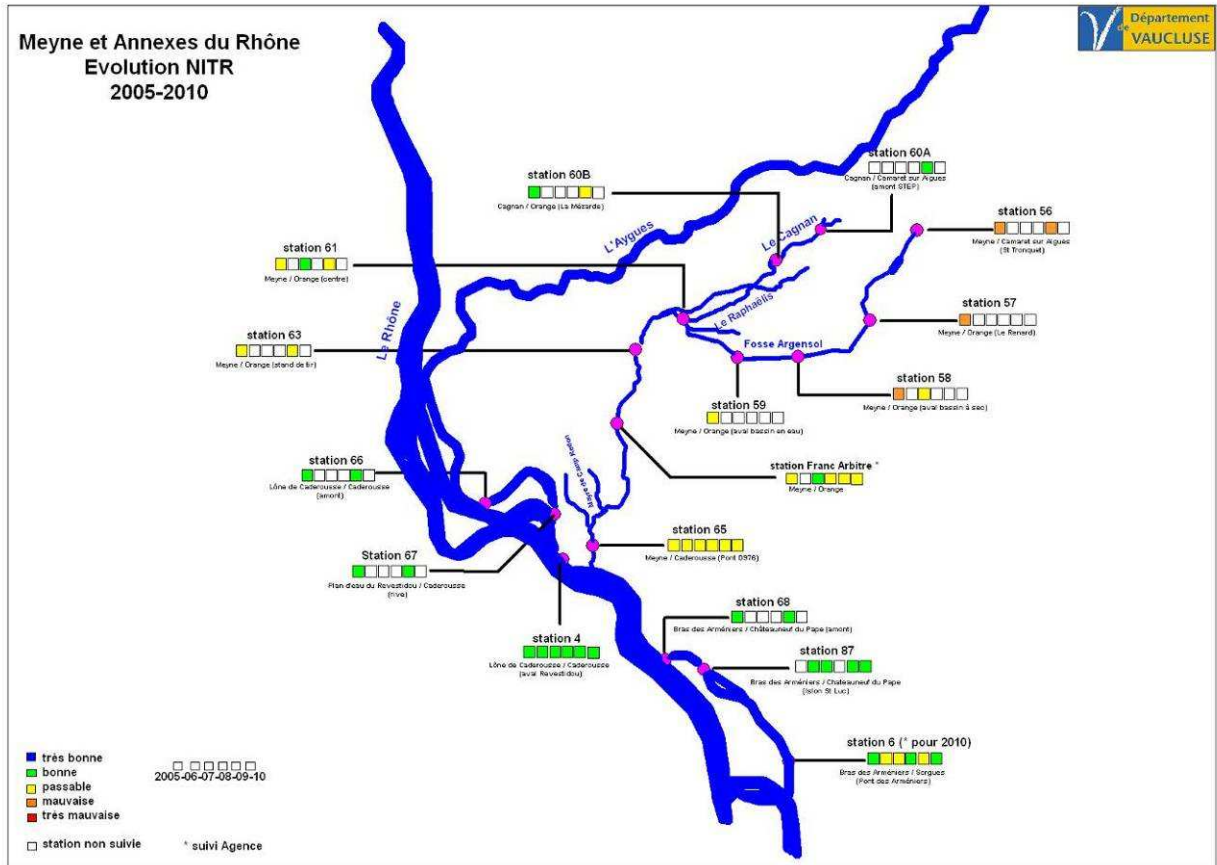 Meyne et Annexes du Rhône
Evolution NITR
2005-2010
Département
de VAUCLUSE
station 60A
Cagnan / Camaret sur Aigues
(amont STEP)
station 60B
Cagnan / Orange (La Mézarde)
station 56
Meyne / Camaret sur Aigues
(St Tronquet)
L'Aygues
Le Cagnan
station 61
Meyne / Orange (centre)
Le Raphaëlis
station 57
Meyne / Orange (Le Renard)
Le Rhône
station 63
Meyne / Orange (stand de tir)
Fosse Argensol
station 58
Meyne / Orange (aval bassin à sec)
station 59
Meyne / Orange (aval bassin en eau)
station 66
Lône de Caderousse / Caderousse
(amont)
station Franc Arbitre *
Meyne / Orange
Mayre de Camp
station 65
Meyne / Caderousse (Pont D976)
Station 67
Plan d'eau du Revestidou / Caderousse
(rive)
station 68
Bras des Arméniers / Châteauneuf du Pape (amont)
station 4
Lône de Caderousse / Caderousse
(aval Revestidou)
station 87
Bras des Arméniers / Chateauneuf du Pape
(Islon St Luc)
station 6 (* pour 2010)
Bras des Arméniers / Sorgues
(Pont des Arméniers)
très bonne
bonne
passable
mauvaise
très mauvaise
2005-06-07-08-09-10
station non suivie
* suivi Agence